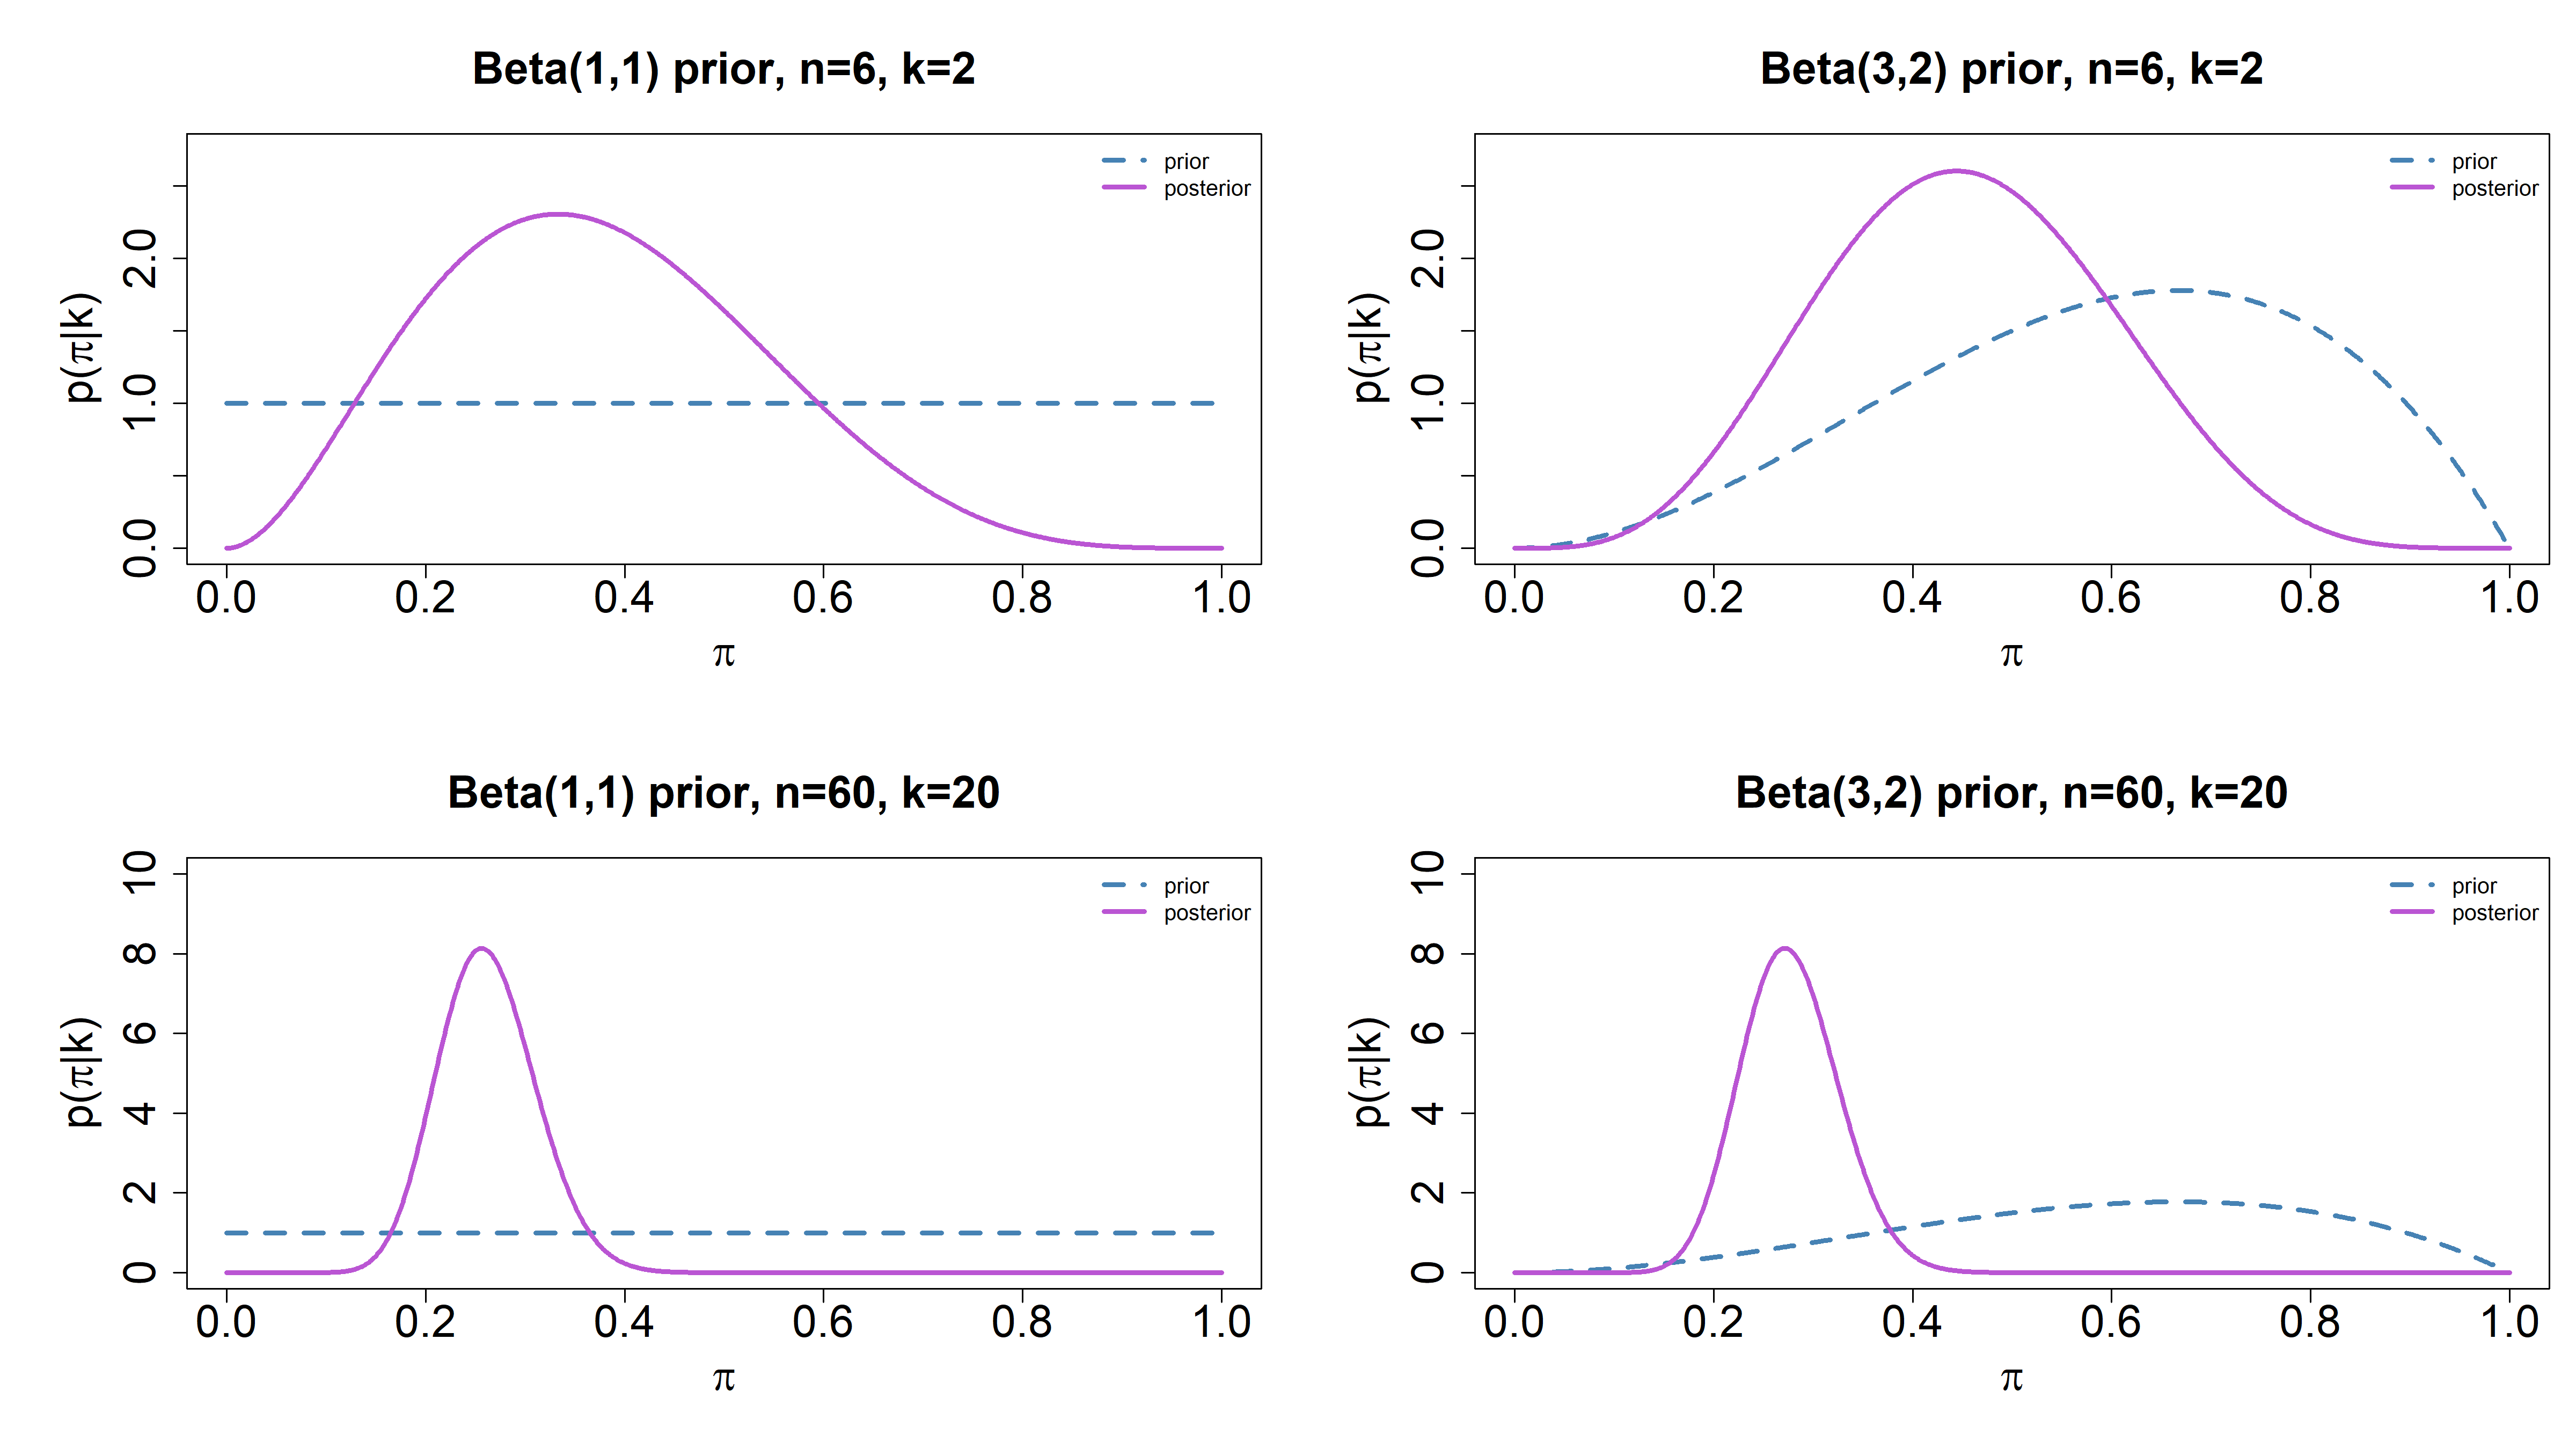 Beta(1,1) prior, n=6, k=2
prior
posterior
p(π|k)
0.0 1.0 2.0
0.0 0.2 0.4 0.6 0.8 1.0
π
Beta(3,2) prior, n=6, k=2
prior
posterior
p(π|k)
0.0 1.0 2.0
0.0 0.2 0.4 0.6 0.8 1.0
π
Beta(1,1) prior, n=60, k=20
prior
posterior
p(π|k)
0 2 4 6 8 10
0.0 0.2 0.4 0.6 0.8 1.0
π
Beta(3,2) prior, n=60, k=20
prior
posterior
p(π|k)
0 2 4 6 8 10
0.0 0.2 0.4 0.6 0.8 1.0
π